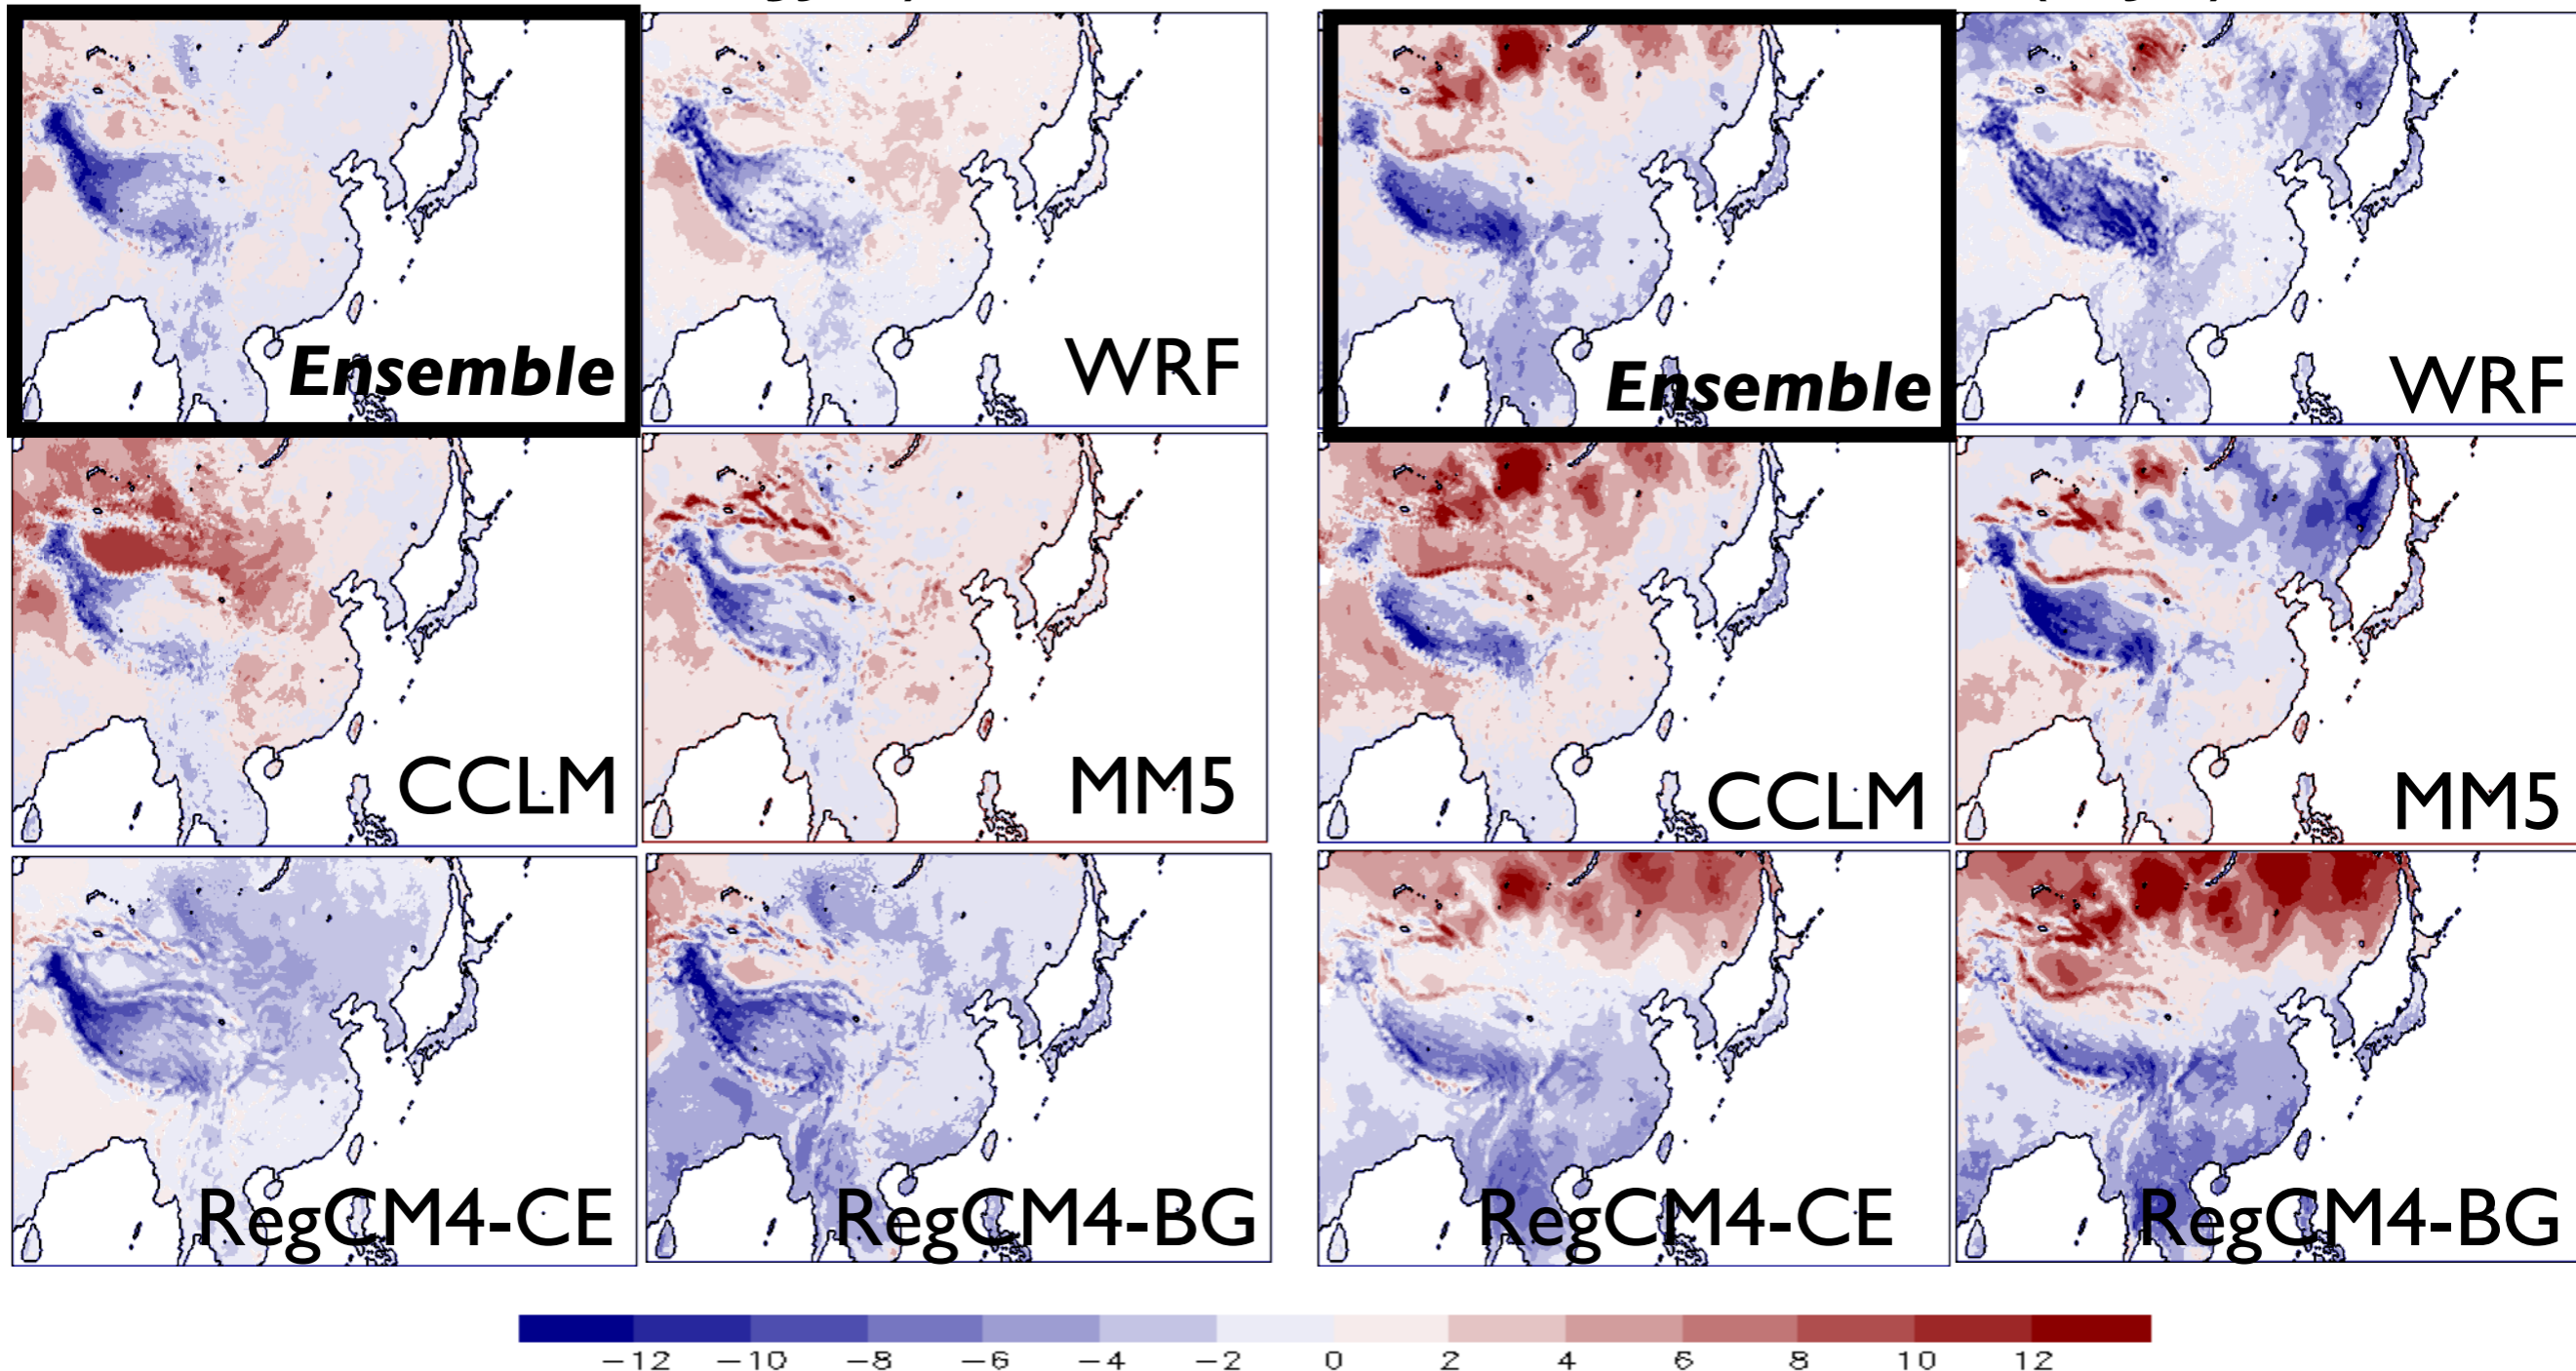 Ensemble
WRF
Ensemble
WRF
CCLM
MM5
CCLM
MM5
RegCM4-CE
RegCM4-BG
RegCM4-CE
RegCM4-BG
−12 −10 −8 −6 −4 −2 0 2 4 6 8 10 12